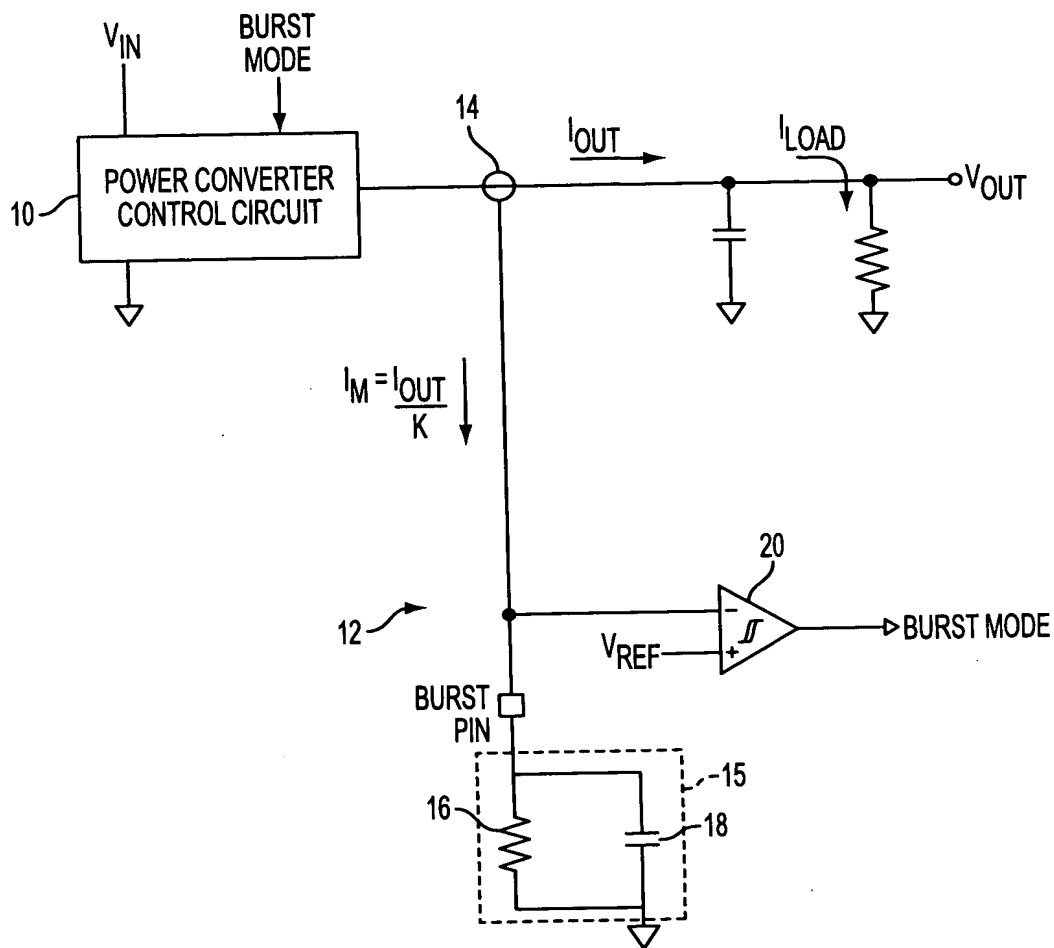 V_IN
BURST
MODE
14
I_OUT
I_LOAD
POWER CONVERTER
CONTROL CIRCUIT
10
V_OUT
I_M = I_OUT
K
12
20
−
+
V_REF
BURST MODE
BURST
PIN
15
16
18